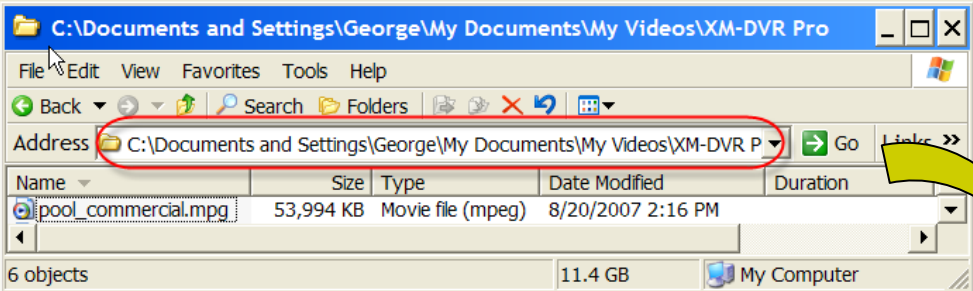 C:\Documents and Settings\George\My Documents\My Videos\XM-DVR Pro
File Edit View Favorites Tools Help
Back Search Folders
Address C:\Documents and Settings\George\My Documents\My Videos\XM-DVR P Go Links »
Name Size Type Date Modified Duration
pool_commercial.mpg 53,994 KB Movie file (mpeg) 8/20/2007 2:16 PM
6 objects 11.4 GB My Computer